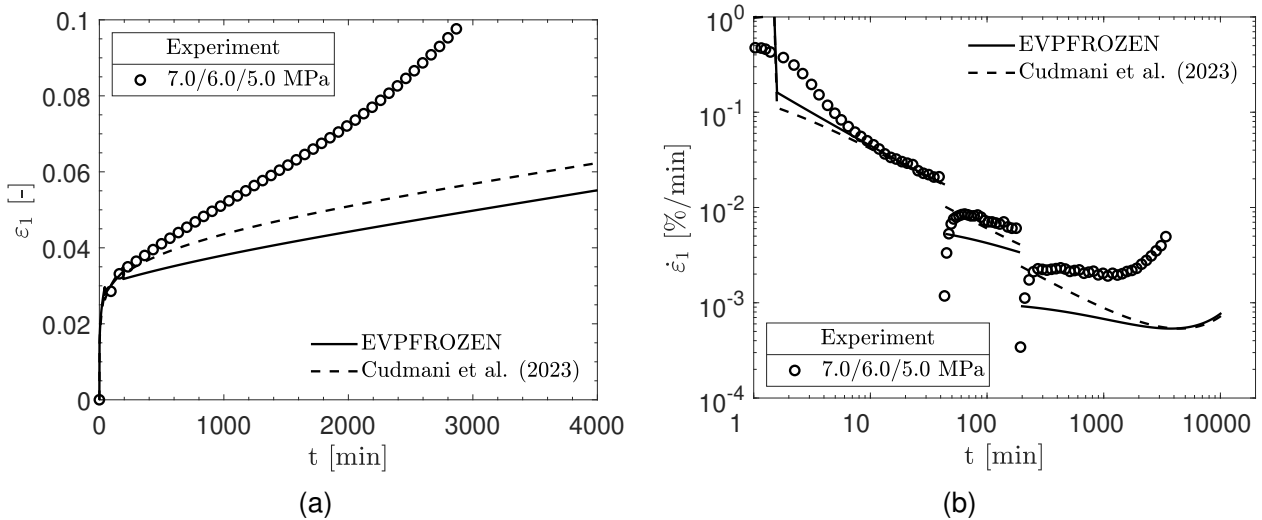 0.1
0.08
0.06
0.04
0.02
0
ε₁ [-]
Experiment
7.0/6.0/5.0 MPa
EVPFROZEN
Cudmani et al. (2023)
0 1000 2000 3000 4000
t [min]
(a)
10⁰
10⁻¹
10⁻²
10⁻³
10⁻⁴
ε̇₁ [%/min]
EVPFROZEN
Cudmani et al. (2023)
Experiment
7.0/6.0/5.0 MPa
1 10 100 1000 10000
t [min]
(b)